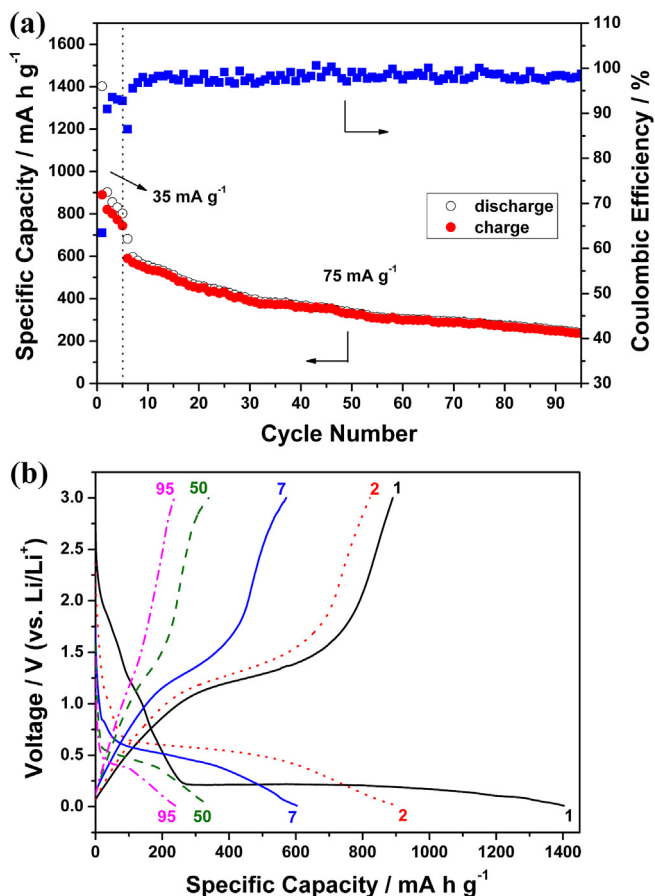 (a)
1600
1400
1200
1000
800
600
400
200
0
Specific Capacity / mA h g-1
110
100
90
80
70
60
50
40
30
Coulombic Efficiency / %
35 mA g-1
discharge
charge
75 mA g-1
0 10 20 30 40 50 60 70 80 90
Cycle Number
(b)
3.0
2.5
2.0
1.5
1.0
0.5
0.0
Voltage / V (vs. Li/Li+)
95 50 7 2 1
95 50 7 2 1
0 200 400 600 800 1000 1200 1400
Specific Capacity / mA h g-1